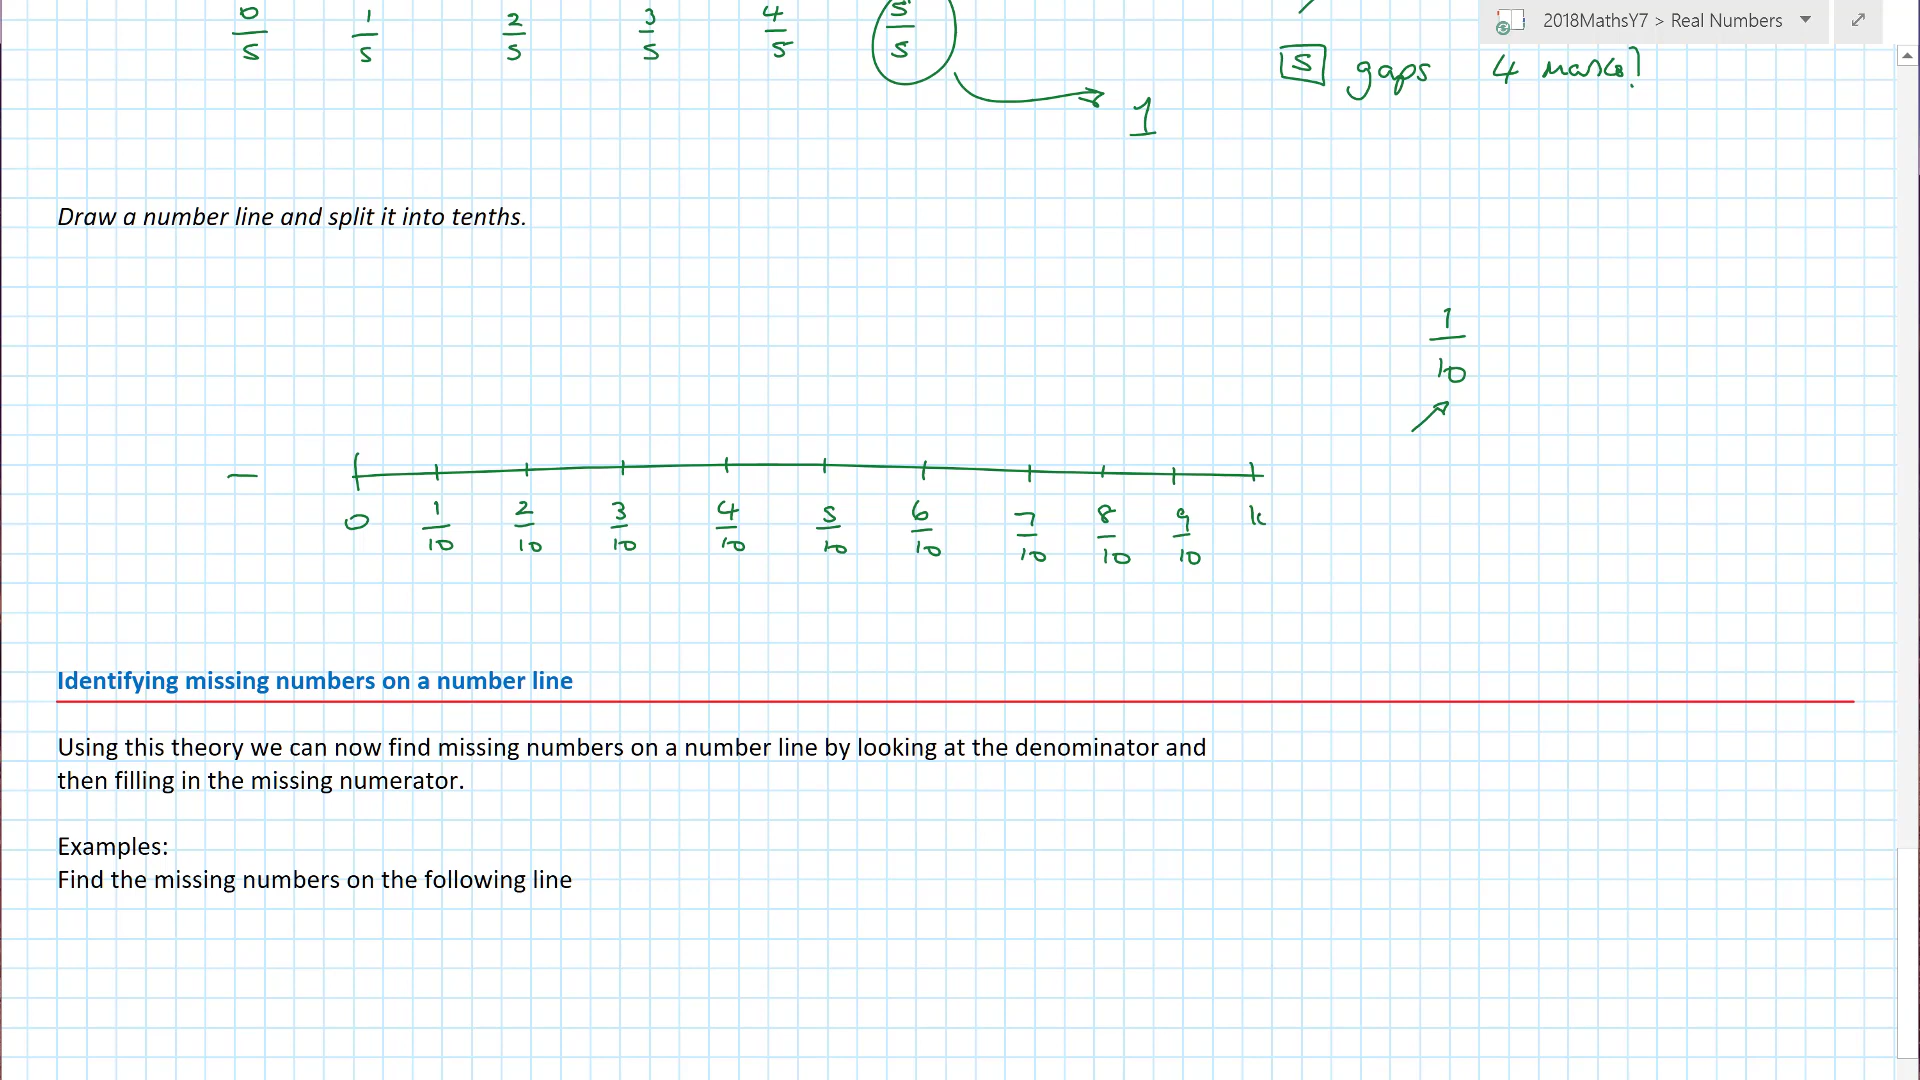 2018MathsY7 > Real Numbers
0/5 1/5 2/5 3/5 4/5 5/5
5 gaps 4 marks?
1
Draw a number line and split it into tenths.
1/10
0 1/10 2/10 3/10 4/10 5/10 6/10 7/10 8/10 9/10
Identifying missing numbers on a number line
Using this theory we can now find missing numbers on a number line by looking at the denominator and
then filling in the missing numerator.
Examples:
Find the missing numbers on the following line